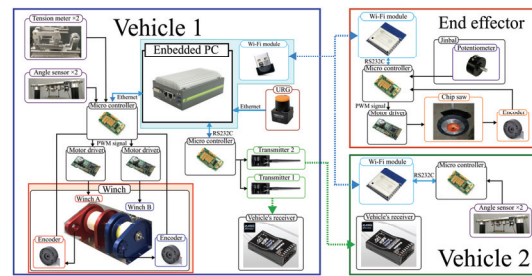 Vehicle 1
Tension meter ×2
Enbedded PC
Wi-Fi module
Angle sensor ×2
Ethernet
Micro controller
URG
Ethernet
RS232C
PWM signal
Micro controller
Motor driver
Motor driver
Transmitter 2
Transmitter 1
Winch
Winch A
Winch B
Encoder
Encoder
Vehicle's receiver
End effector
Wi-Fi module
Jinbai
Potentiometer
RS232C
Micro controller
PWM signal
Motor driver
Chip saw
Encoder
Wi-Fi module
Micro controller
RS232C
Vehicle's receiver
Angle sensor ×2
Vehicle 2